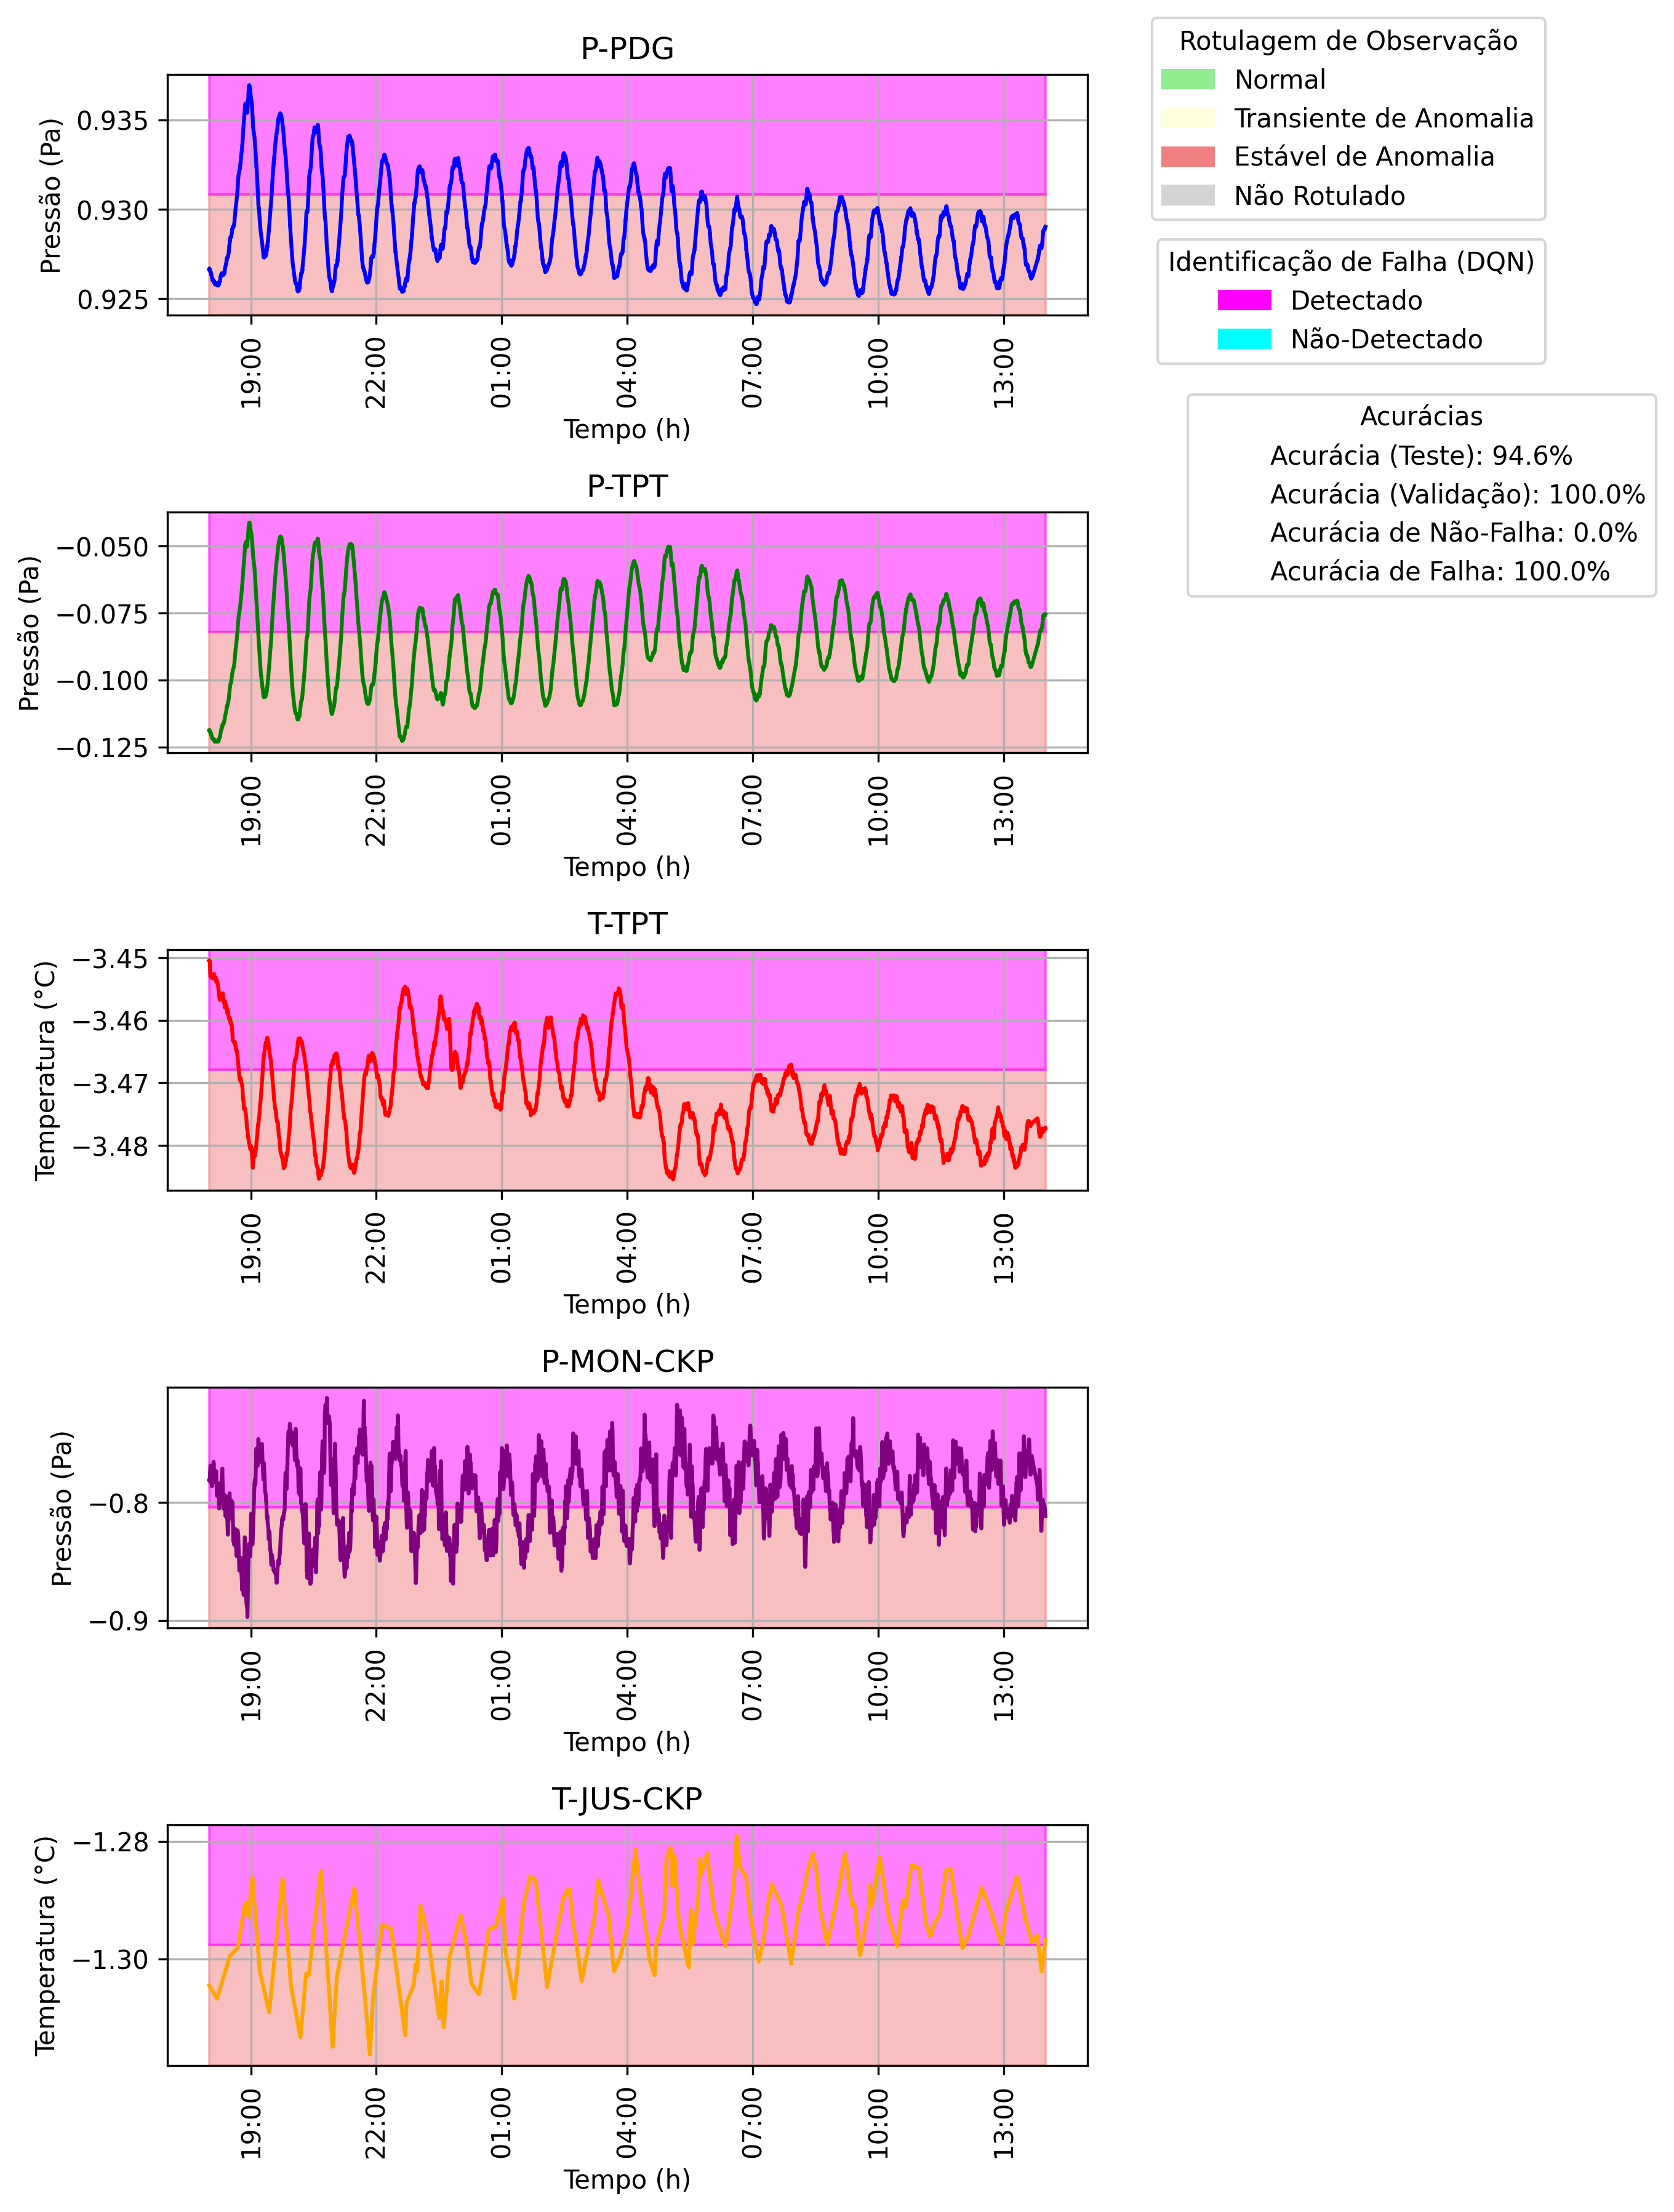 P-PDG
Pressão (Pa)
0.935
0.930
0.925
19:00
22:00
01:00
04:00
07:00
10:00
13:00
Tempo (h)
Rotulagem de Observação
Normal
Transiente de Anomalia
Estável de Anomalia
Não Rotulado
Identificação de Falha (DQN)
Detectado
Não-Detectado
Acurácias
Acurácia (Teste): 94.6%
Acurácia (Validação): 100.0%
Acurácia de Não-Falha: 0.0%
Acurácia de Falha: 100.0%
P-TPT
Pressão (Pa)
−0.050
−0.075
−0.100
−0.125
19:00
22:00
01:00
04:00
07:00
10:00
13:00
Tempo (h)
T-TPT
Temperatura (°C)
−3.45
−3.46
−3.47
−3.48
19:00
22:00
01:00
04:00
07:00
10:00
13:00
Tempo (h)
P-MON-CKP
Pressão (Pa)
−0.8
−0.9
19:00
22:00
01:00
04:00
07:00
10:00
13:00
Tempo (h)
T-JUS-CKP
Temperatura (°C)
−1.28
−1.30
19:00
22:00
01:00
04:00
07:00
10:00
13:00
Tempo (h)